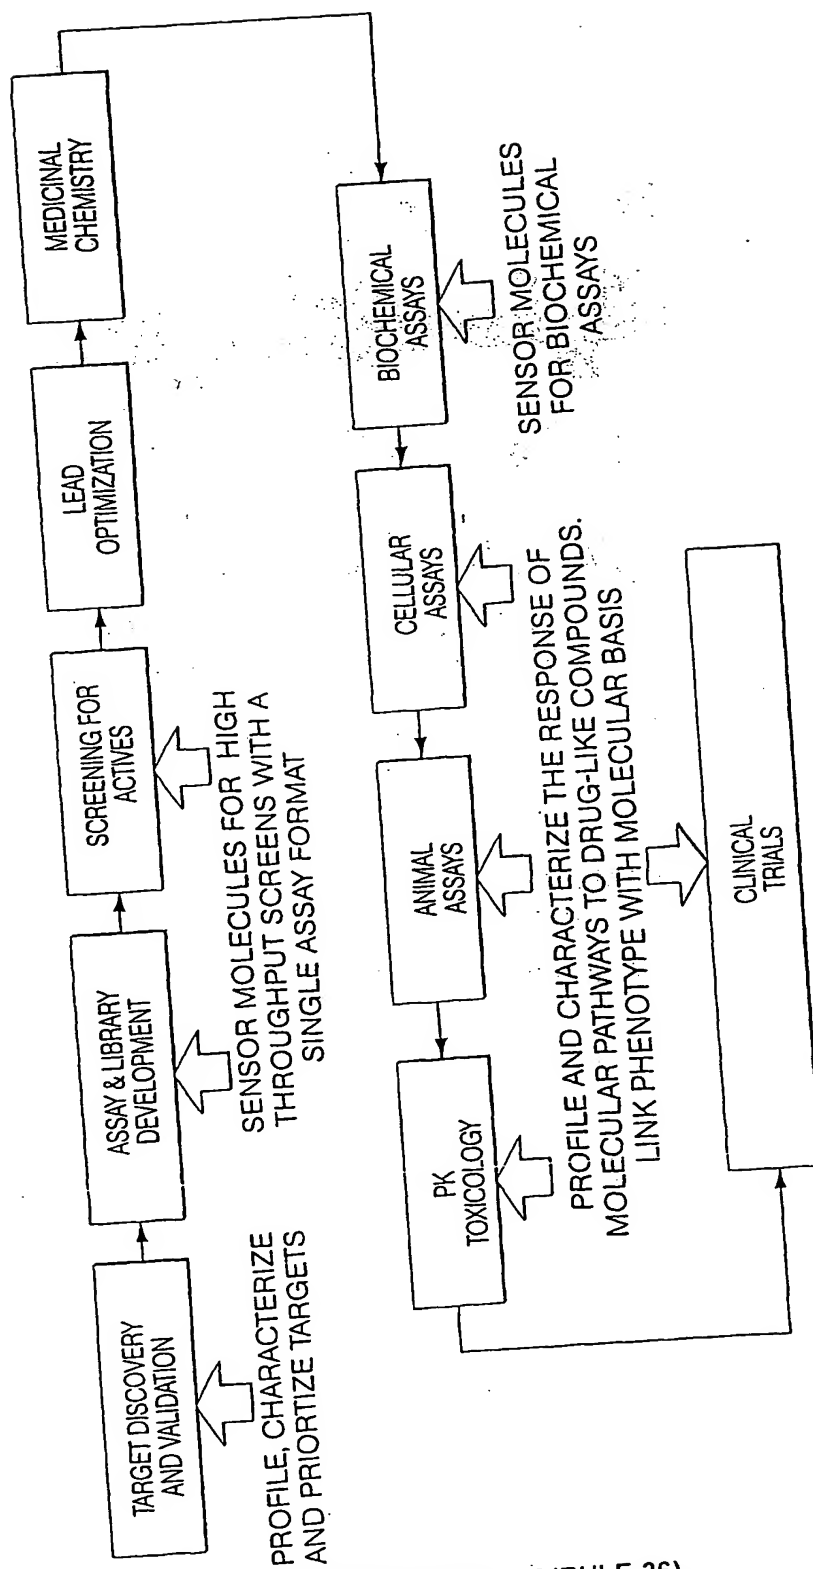 TARGET DISCOVERY
AND VALIDATION
ASSAY & LIBRARY
DEVELOPMENT
SCREENING FOR
ACTIVES
LEAD
OPTIMIZATION
MEDICINAL
CHEMISTRY
PROFILE, CHARACTERIZE
AND PRIORTIZE TARGETS
SENSOR MOLECULES FOR HIGH
THROUGHPUT SCREENS WITH A
SINGLE ASSAY FORMAT
PK
TOXICOLOGY
ANIMAL
ASSAYS
CELLULAR
ASSAYS
BIOCHEMICAL
ASSAYS
PROFILE AND CHARACTERIZE THE RESPONSE OF
MOLECULAR PATHWAYS TO DRUG-LIKE COMPOUNDS.
LINK PHENOTYPE WITH MOLECULAR BASIS
SENSOR MOLECULES
FOR BIOCHEMICAL
ASSAYS
CLINICAL
TRIALS